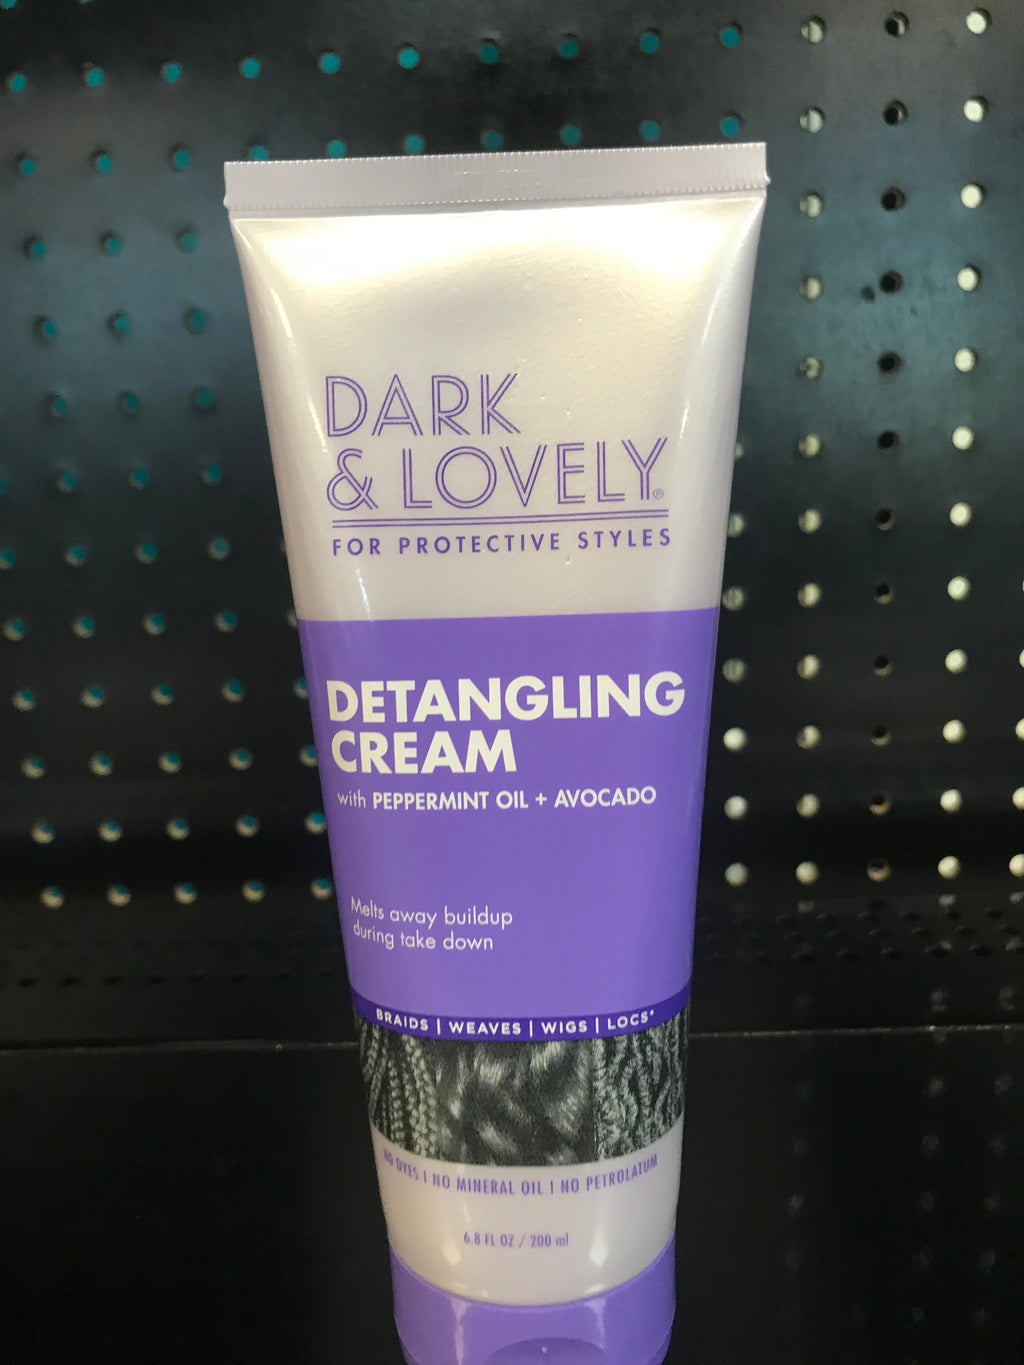 DARK
& LOVELY®
FOR PROTECTIVE STYLES
DETANGLING
CREAM
with PEPPERMINT OIL + AVOCADO
Melts away buildup
during take down
BRAIDS | WEAVES | WIGS | LOCS*
NO DYES | NO MINERAL OIL | NO PETROLATUM
6.8 FL OZ / 200 ml